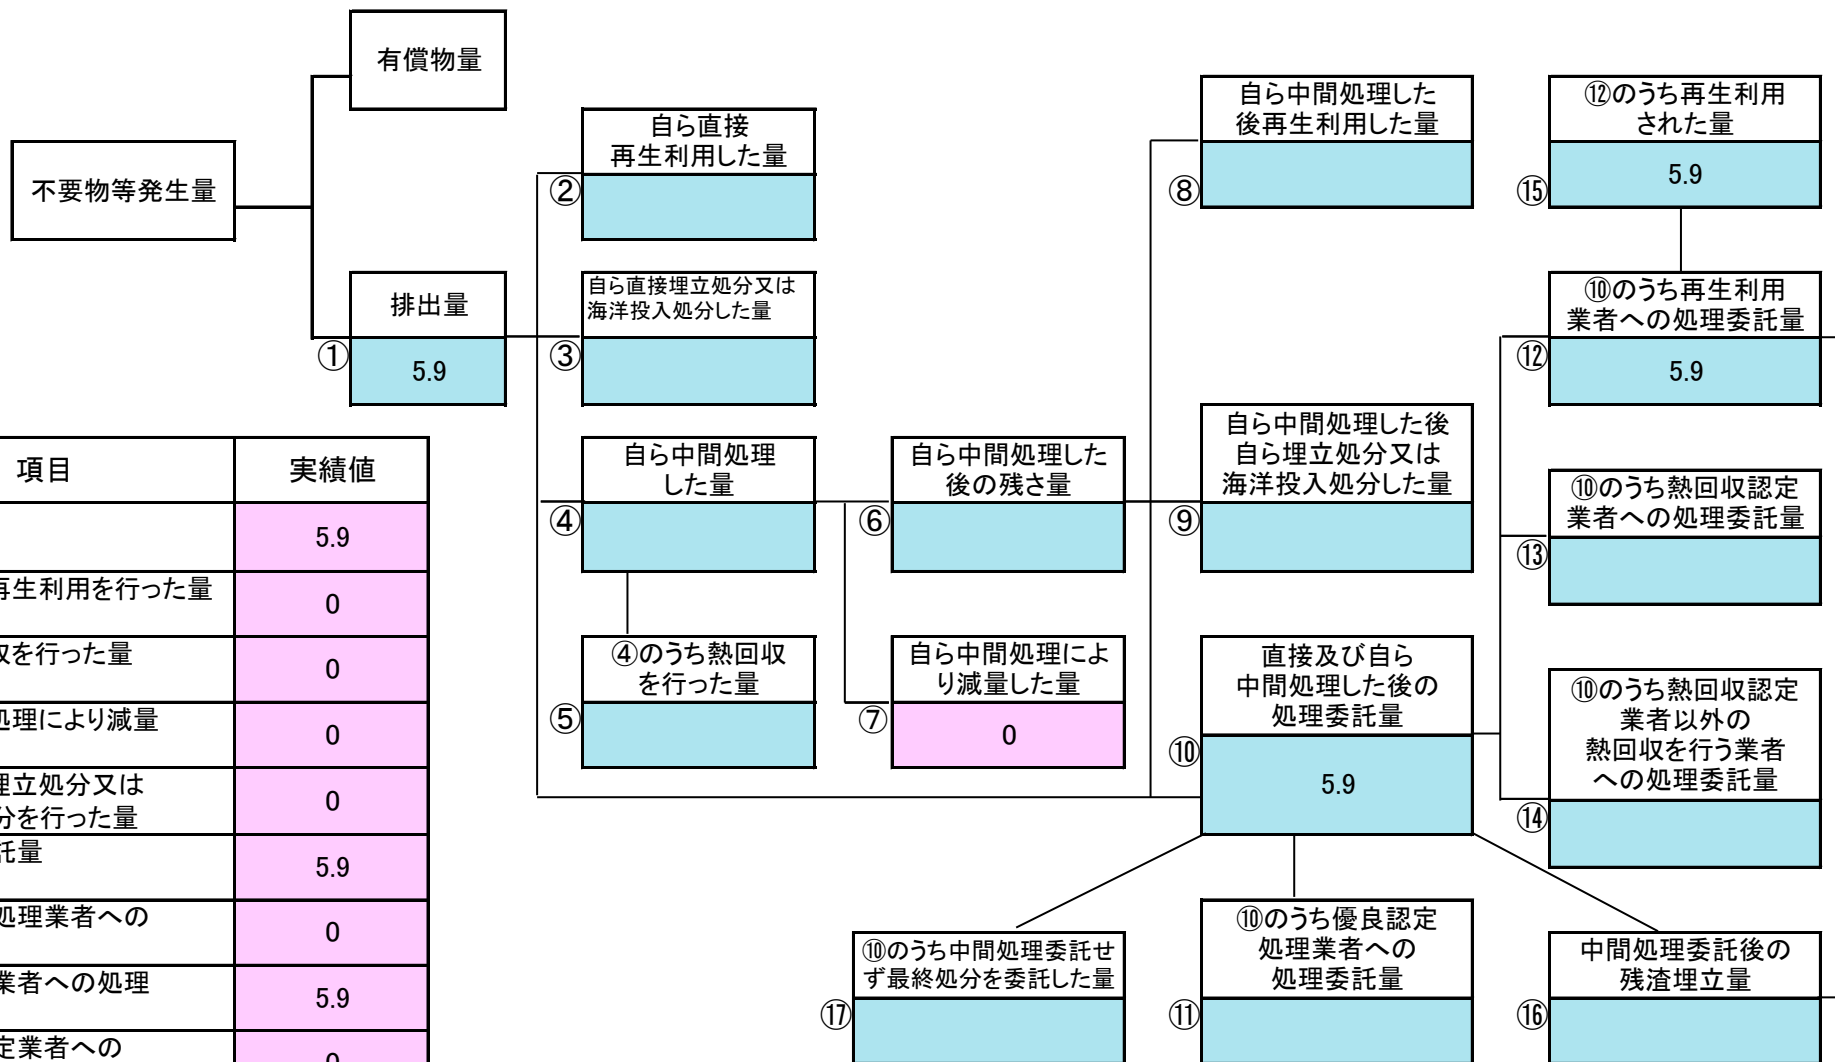 有償物量
不要物等発生量
排出量
①
5.9
自ら直接
再生利用した量
②
自ら直接埋立処分又は
海洋投入処分した量
③
自ら中間処理
した量
④
④のうち熱回収
を行った量
⑤
自ら中間処理した
後の残さ量
⑥
自ら中間処理によ
り減量した量
⑦
0
自ら中間処理した
後再生利用した量
⑧
自ら中間処理した後
自ら埋立処分又は
海洋投入処分した量
⑨
直接及び自ら
中間処理した後の
処理委託量
⑩
5.9
⑫のうち再生利用
された量
⑮
5.9
⑩のうち再生利用
業者への処理委託量
⑫
5.9
⑩のうち熱回収認定
業者への処理委託量
⑬
⑩のうち熱回収認定
業者以外の
熱回収を行う業者
への処理委託量
⑭
⑩のうち中間処理委託せ
ず最終処分を委託した量
⑰
⑩のうち優良認定
処理業者への
処理委託量
⑪
中間処理委託後の
残渣埋立量
⑯
項目 実績値
5.9
再生利用を行った量 0
を行った量 0
処理により減量 0
埋立処分又は
分を行った量 0
託量 5.9
処理業者への 0
業者への処理 5.9
定業者への 0